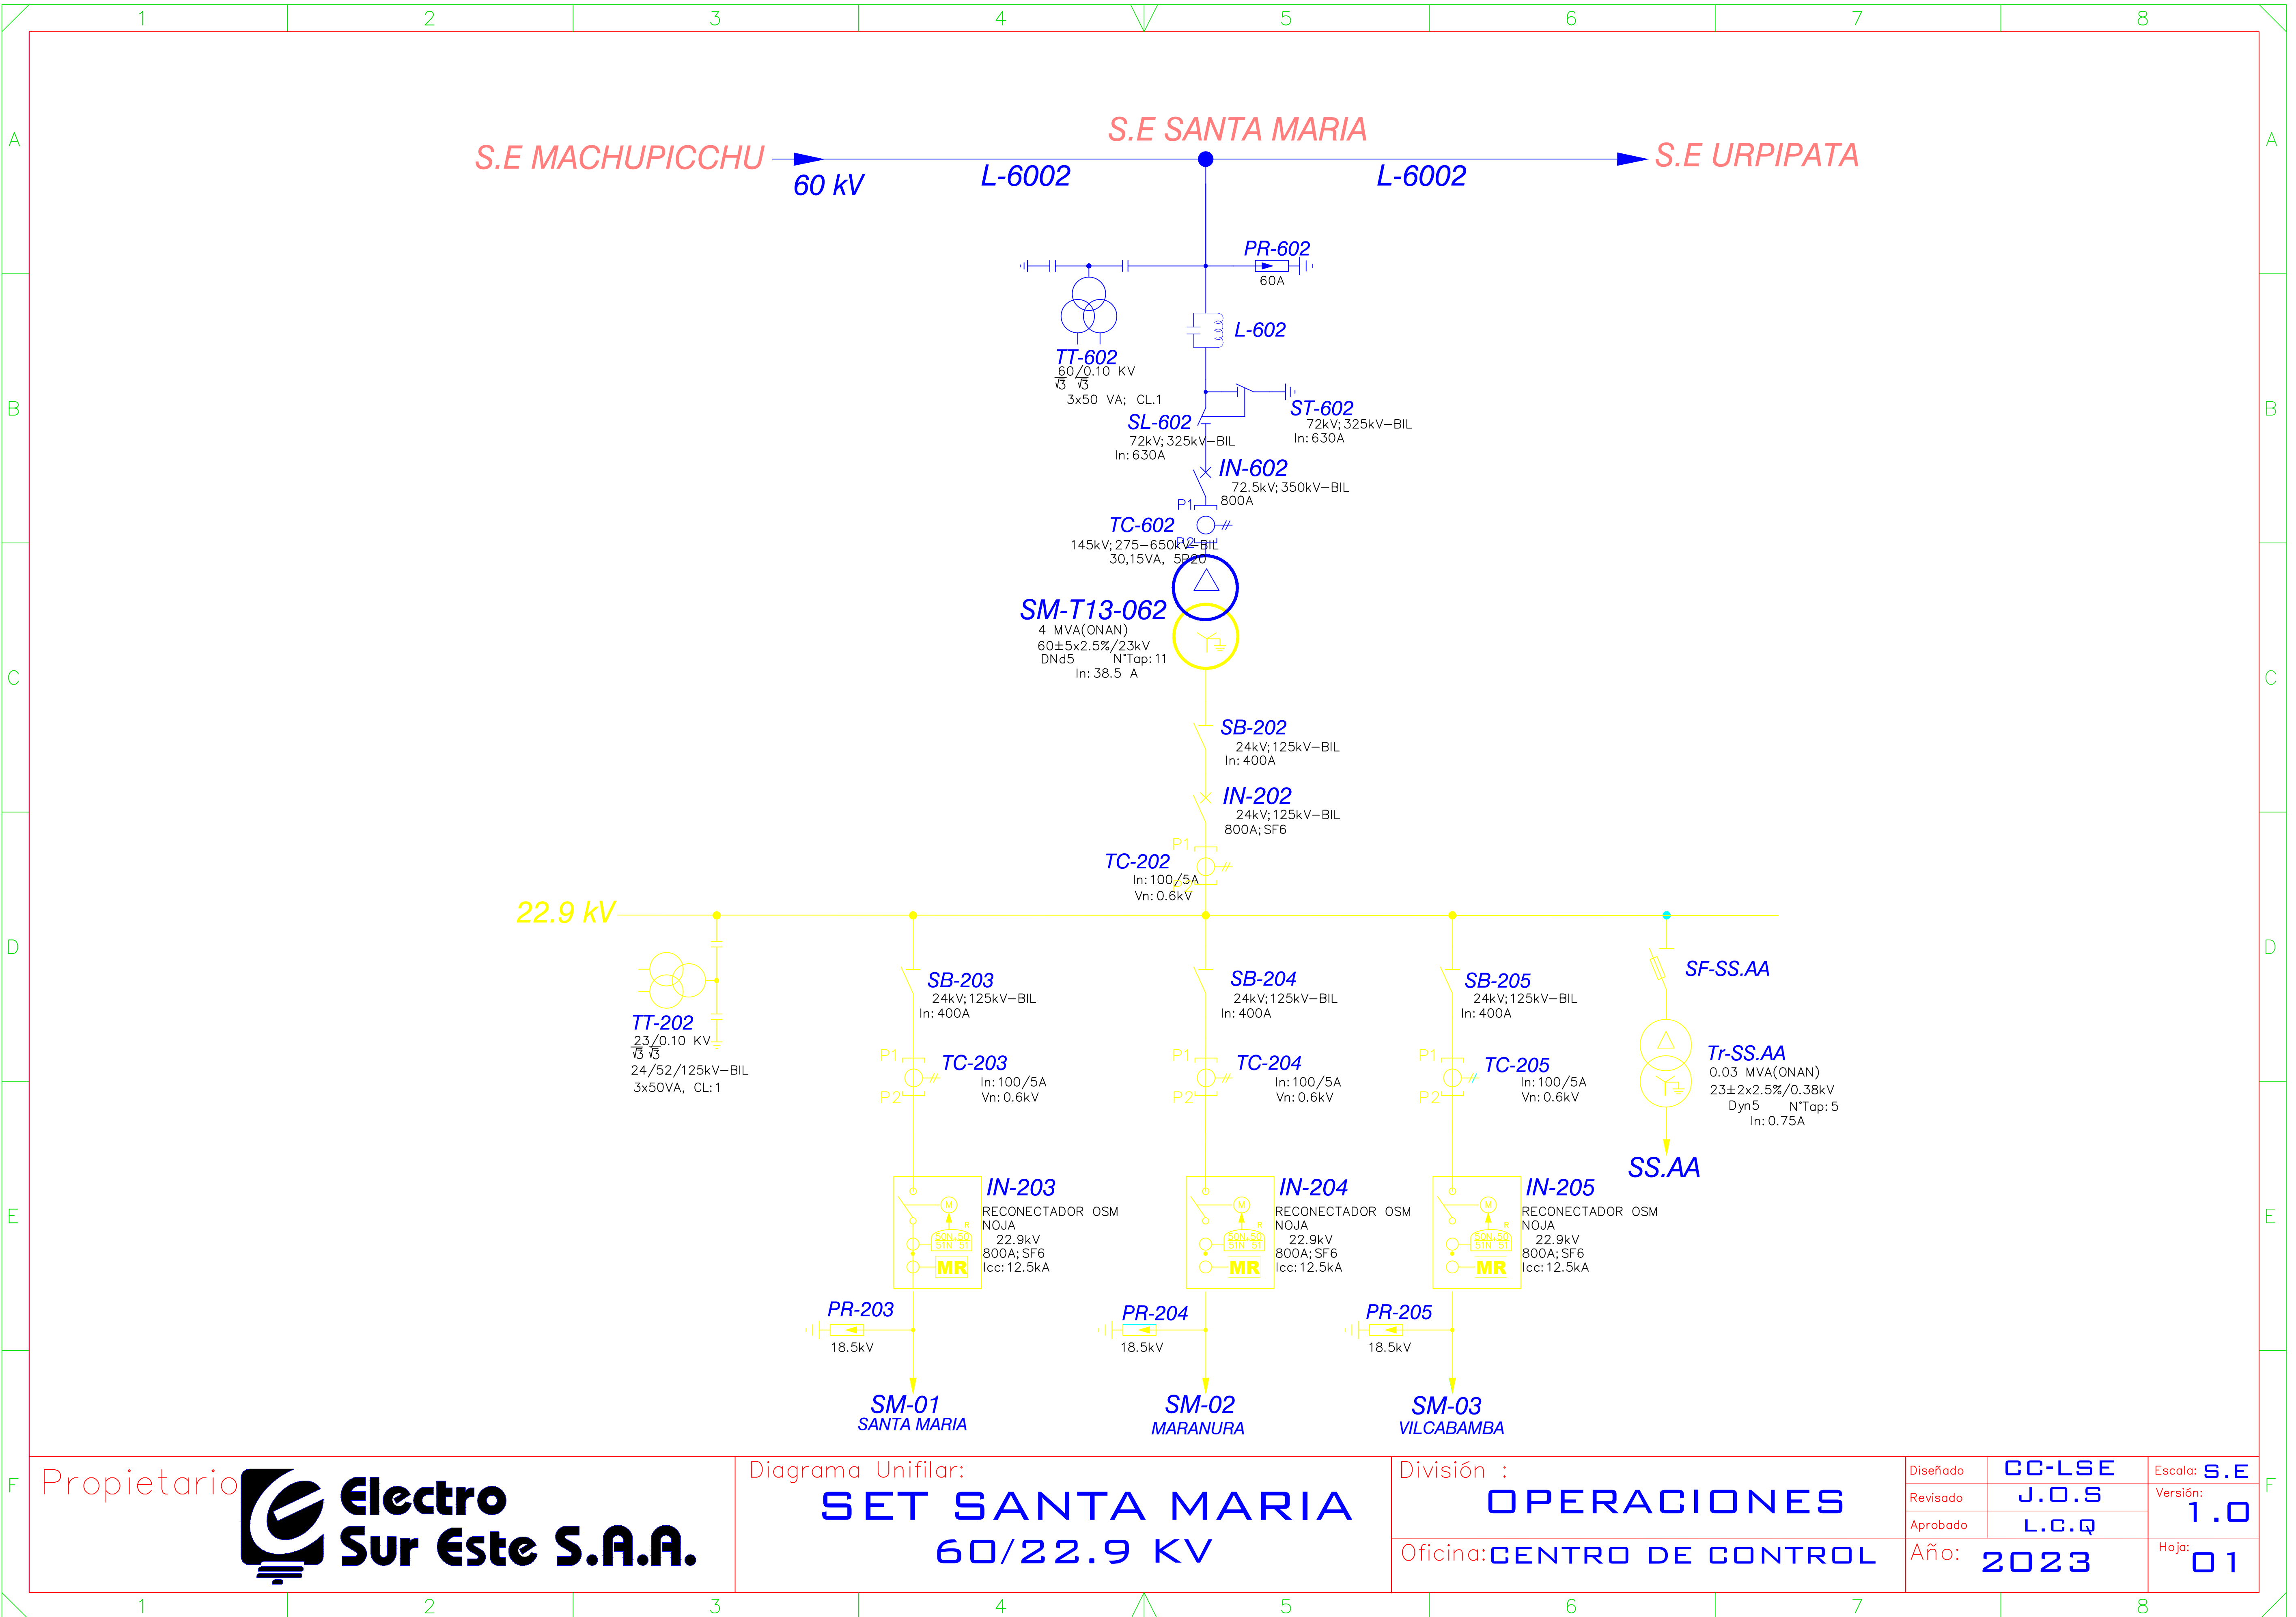 1 2 3 4 5 6 7 8
A A
S.E SANTA MARIA
S.E MACHUPICCHU
S.E URPIPATA
60 kV
L-6002
L-6002
PR-602
60A
L-602
TT-602
60/0.10 KV
√3 √3
3x50 VA; CL.1
B B
ST-602
72kV; 325kV-BIL
In: 630A
SL-602
72kV; 325kV-BIL
In: 630A
IN-602
72.5kV; 350kV-BIL
800A
P1
TC-602
P2
145kV; 275-650kV-BIL
30,15VA, 5P20
SM-T13-062
4 MVA(ONAN)
60±5x2.5%/23kV
DNd5 N°Tap: 11
In: 38.5 A
C C
SB-202
24kV; 125kV-BIL
In: 400A
IN-202
24kV; 125kV-BIL
800A; SF6
P1
TC-202
In: 100/5A
P2
Vn: 0.6kV
22.9 kV
D D
TT-202
23/0.10 KV
√3 √3
24/52/125kV-BIL
3x50VA, CL: 1
SB-203
24kV; 125kV-BIL
In: 400A
P1
TC-203
In: 100/5A
P2
Vn: 0.6kV
SB-204
24kV; 125kV-BIL
In: 400A
P1
TC-204
In: 100/5A
P2
Vn: 0.6kV
SB-205
24kV; 125kV-BIL
In: 400A
P1
TC-205
In: 100/5A
P2
Vn: 0.6kV
SF-SS.AA
Tr-SS.AA
0.03 MVA(ONAN)
23±2x2.5%/0.38kV
Dyn5 N°Tap: 5
In: 0.75A
SS.AA
E E
IN-203
RECONECTADOR OSM
NOJA
22.9kV
800A; SF6
Icc: 12.5kA
M
MR
IN-204
RECONECTADOR OSM
NOJA
22.9kV
800A; SF6
Icc: 12.5kA
M
MR
IN-205
RECONECTADOR OSM
NOJA
22.9kV
800A; SF6
Icc: 12.5kA
M
MR
PR-203
18.5kV
PR-204
18.5kV
PR-205
18.5kV
SM-01
SANTA MARIA
SM-02
MARANURA
SM-03
VILCABAMBA
F F
Propietario
Electro
Sur Este S.A.A.
Diagrama Unifilar:
SET SANTA MARIA
60/22.9 KV
División :
OPERACIONES
Oficina: CENTRO DE CONTROL
Diseñado CC-LSE
Revisado J.O.S
Aprobado L.C.Q
Año: 2023
Escala: S.E
Versión:
1.0
Hoja:
01
1 2 3 4 5 6 7 8